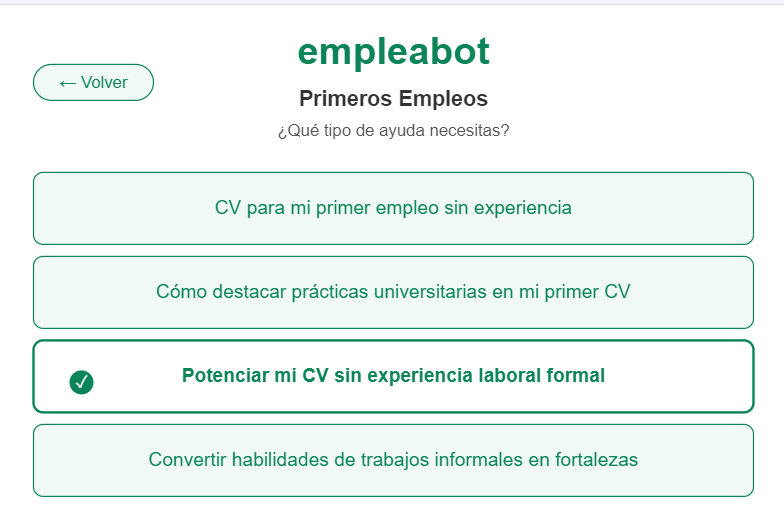 empleabot
← Volver
Primeros Empleos
¿Qué tipo de ayuda necesitas?
CV para mi primer empleo sin experiencia
Cómo destacar prácticas universitarias en mi primer CV
Potenciar mi CV sin experiencia laboral formal
Convertir habilidades de trabajos informales en fortalezas